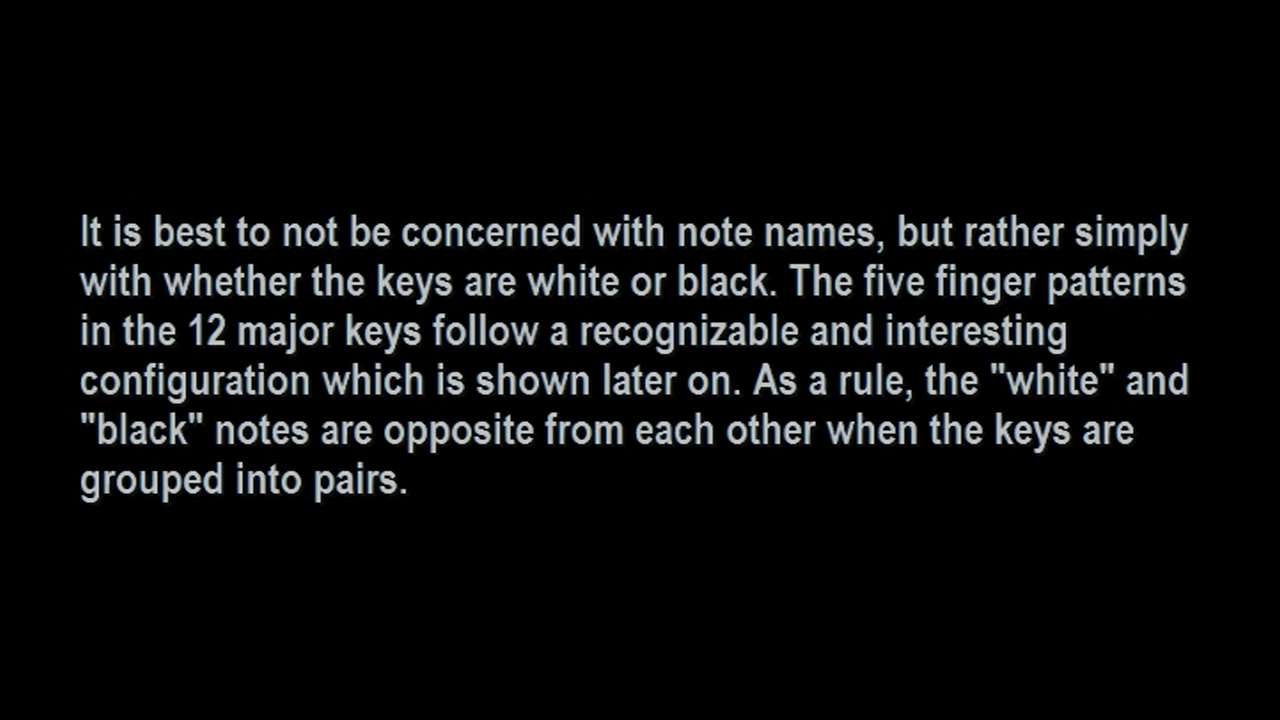 It is best to not be concerned with note names, but rather simply
with whether the keys are white or black. The five finger patterns
in the 12 major keys follow a recognizable and interesting
configuration which is shown later on. As a rule, the "white" and
"black" notes are opposite from each other when the keys are
grouped into pairs.